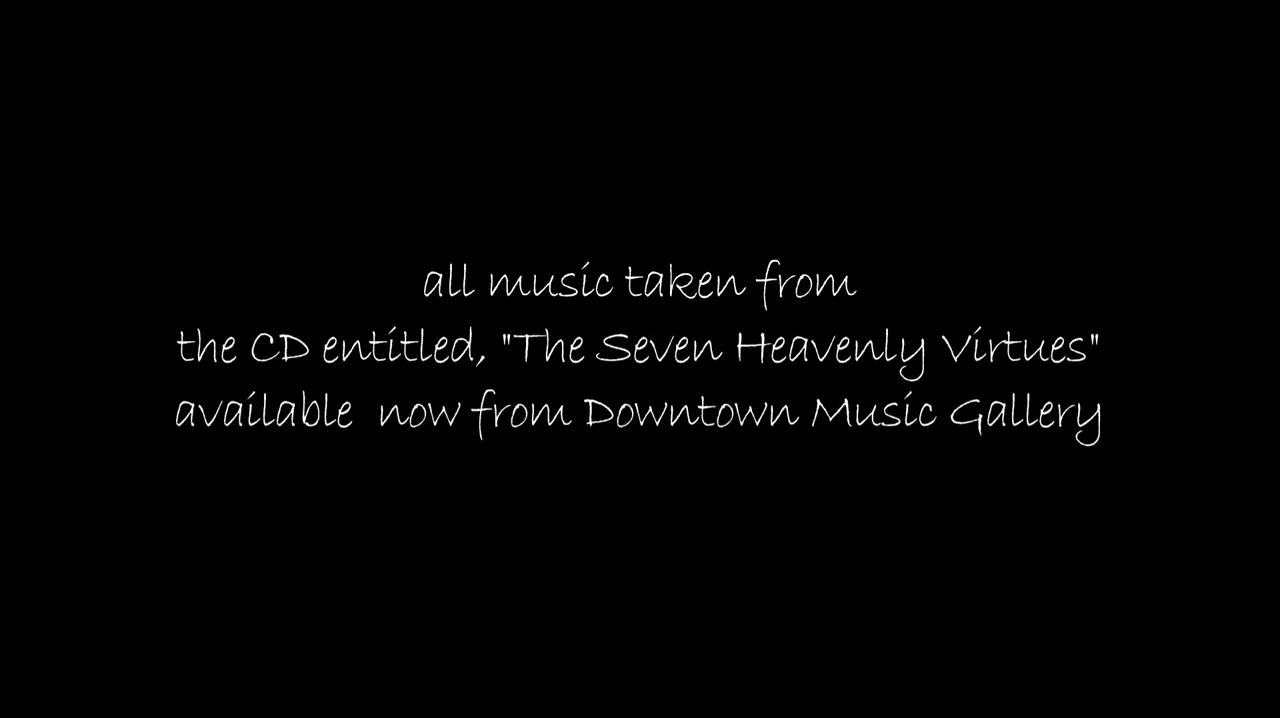 all music taken from
the CD entitled, "The Seven Heavenly Virtues"
available now from Downtown Music Gallery